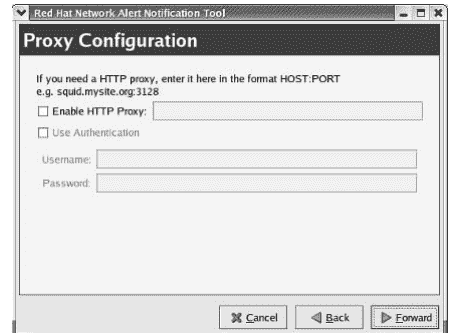 Red Hat Network Alert Notification Tool
Proxy Configuration
If you need a HTTP proxy, enter it here in the format HOST:PORT
e.g. squid.mysite.org:3128
Enable HTTP Proxy:
Use Authentication
Username:
Password:
Cancel Back Forward